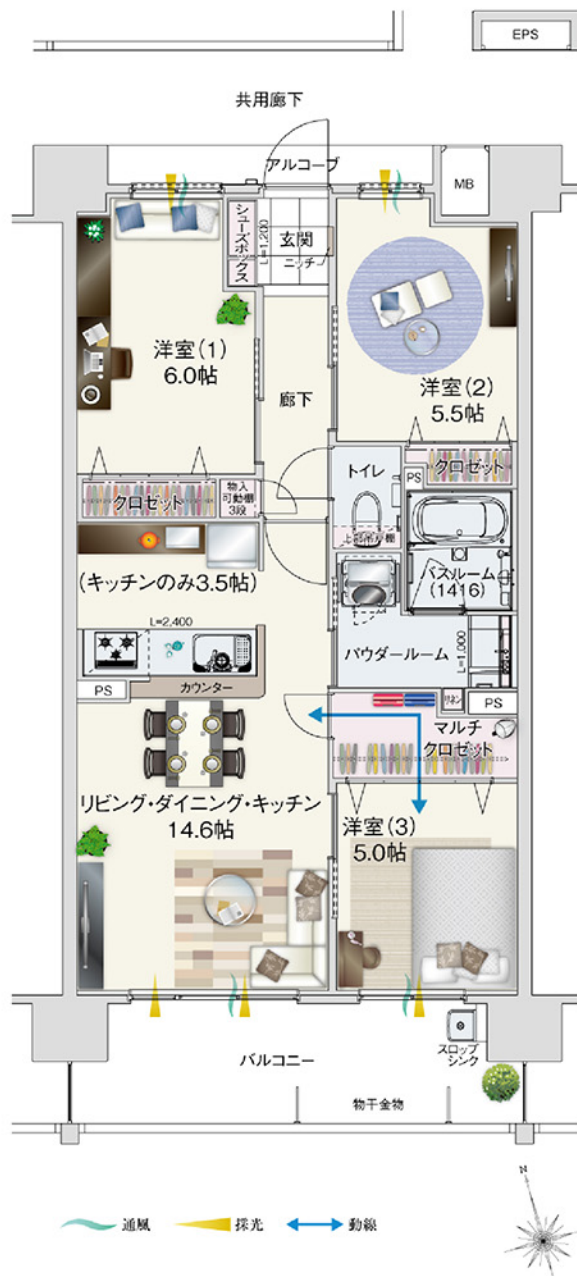 EPS
共用廊下
アルコーブ
MB
シューズボックス
L=1,200
玄関
ニッチ
洋室(1)
6.0帖
洋室(2)
5.5帖
廊下
トイレ
PS
クロゼット
クロゼット
物入
可動棚
3段
上部吊戸棚
バスルーム
(1416)
(キッチンのみ3.5帖)
L=2,400
パウダールーム
L=1,000
PS
カウンター
リネン
PS
マルチ
クロゼット
リビング・ダイニング・キッチン
14.6帖
洋室(3)
5.0帖
バルコニー
スロップ
シンク
物干金物
N
通風
採光
動線